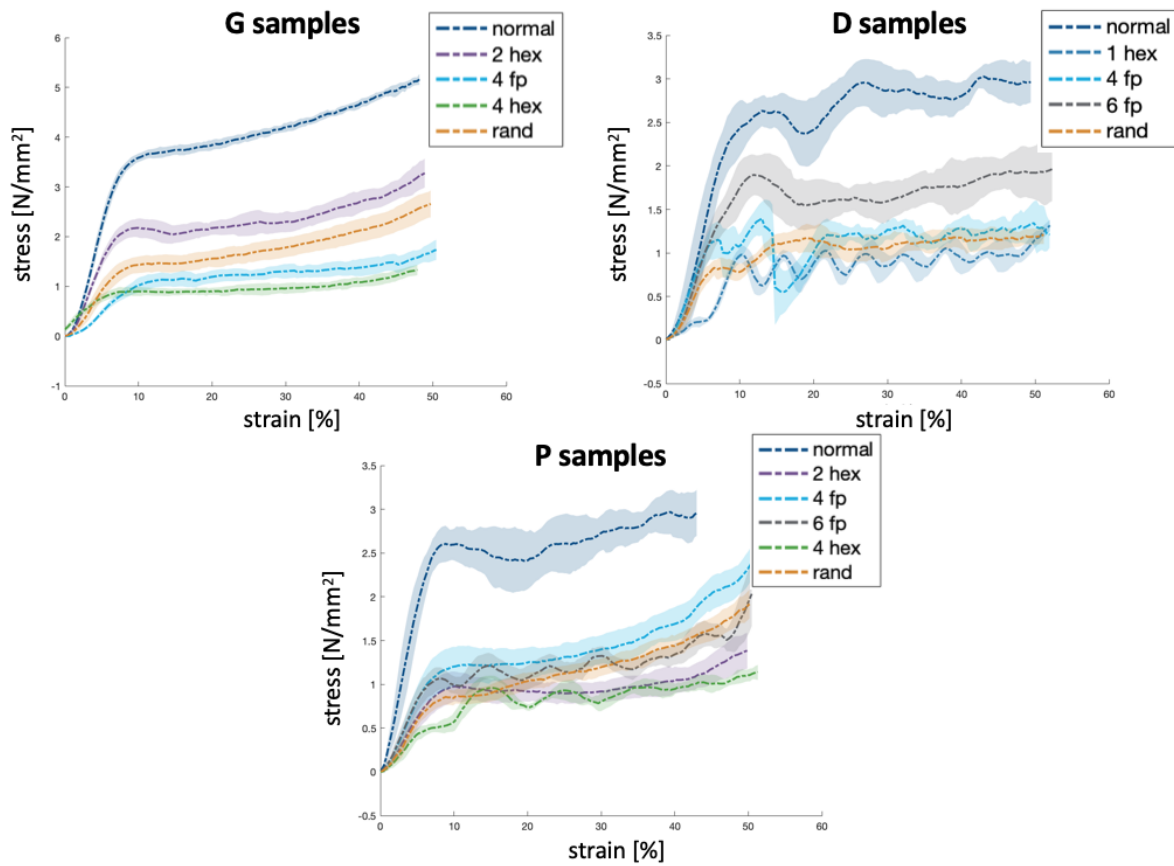 G samples
normal
2 hex
4 fp
4 hex
rand
6
5
4
3
2
1
0
-1
0 10 20 30 40 50 60
stress [N/mm²]
strain [%]
D samples
normal
1 hex
4 fp
6 fp
rand
3.5
3
2.5
2
1.5
1
0.5
0
-0.5
0 10 20 30 40 50 60
stress [N/mm²]
strain [%]
P samples
normal
2 hex
4 fp
6 fp
4 hex
rand
3.5
3
2.5
2
1.5
1
0.5
0
-0.5
0 10 20 30 40 50 60
stress [N/mm²]
strain [%]